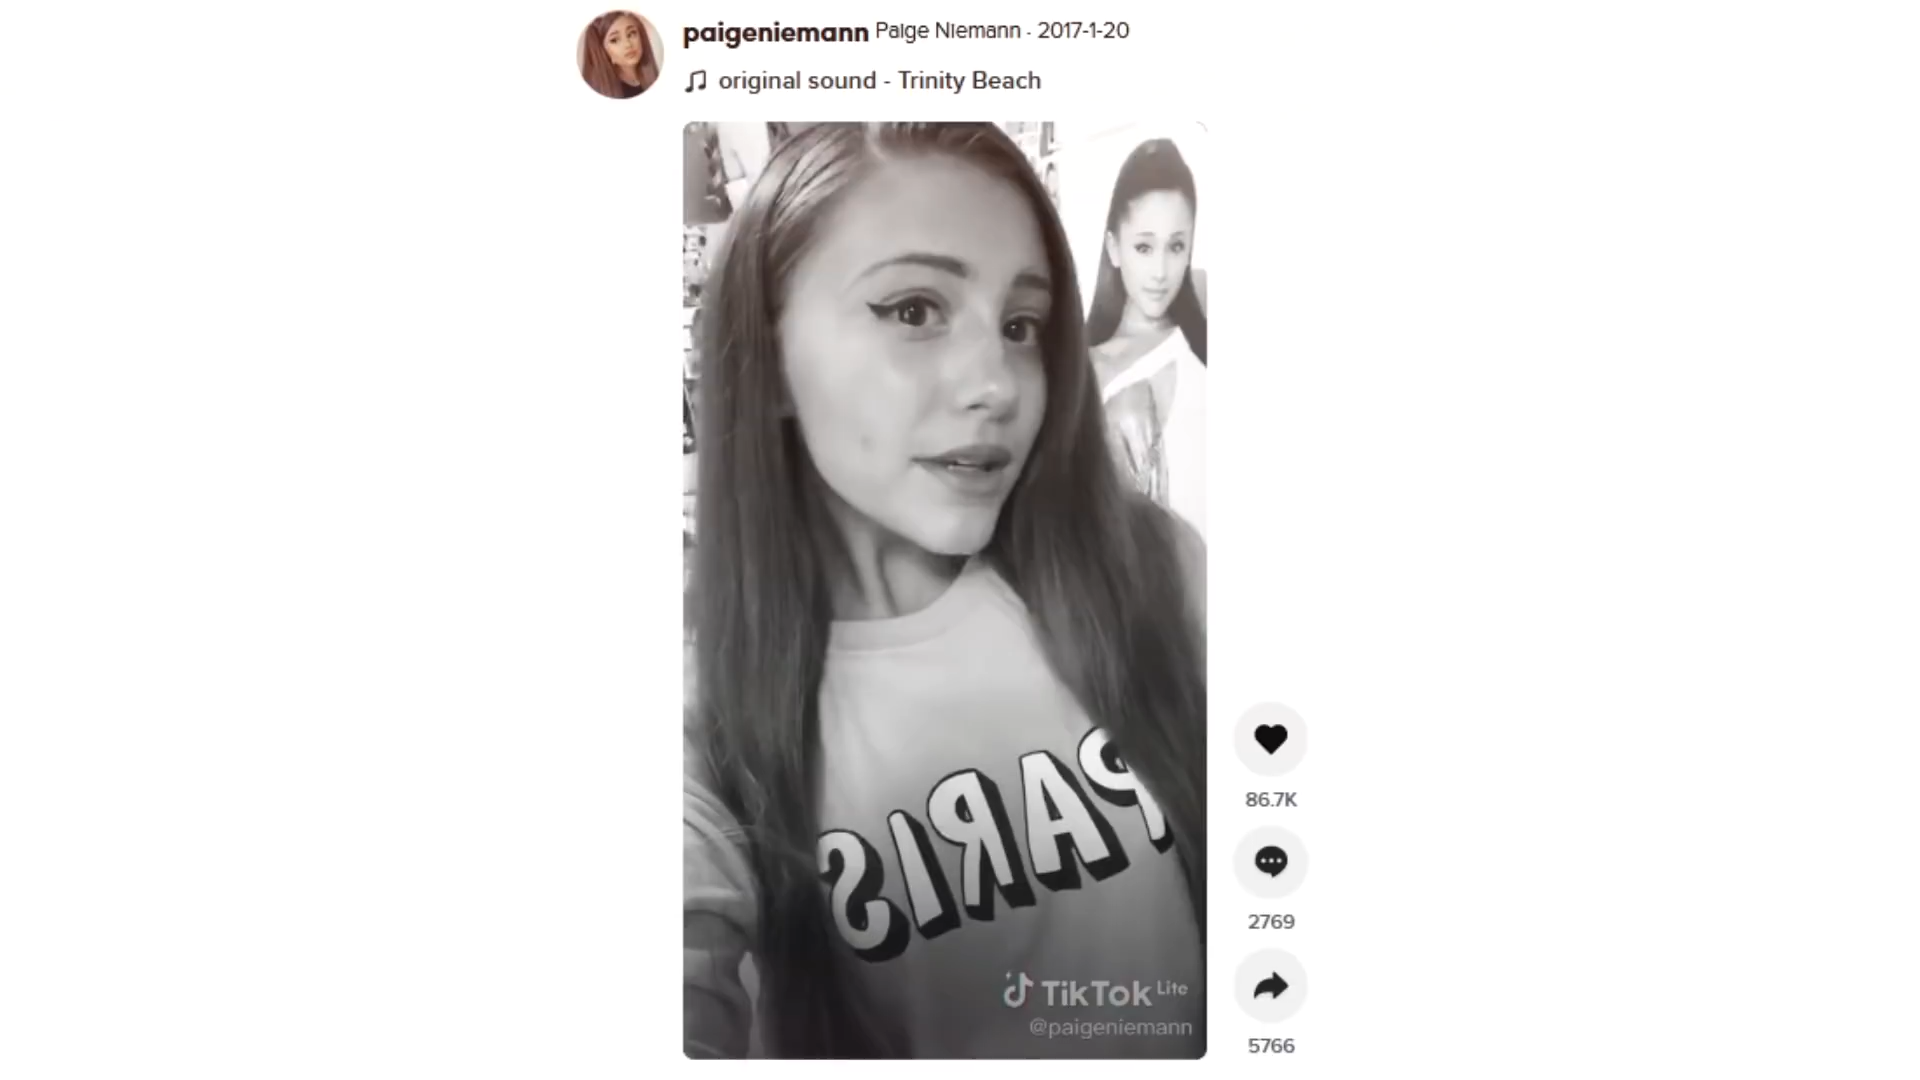 paigeniemann Paige Niemann · 2017-1-20
original sound - Trinity Beach
PARIS
86.7K
2769
5766
TikTok Lite
@paigeniemann